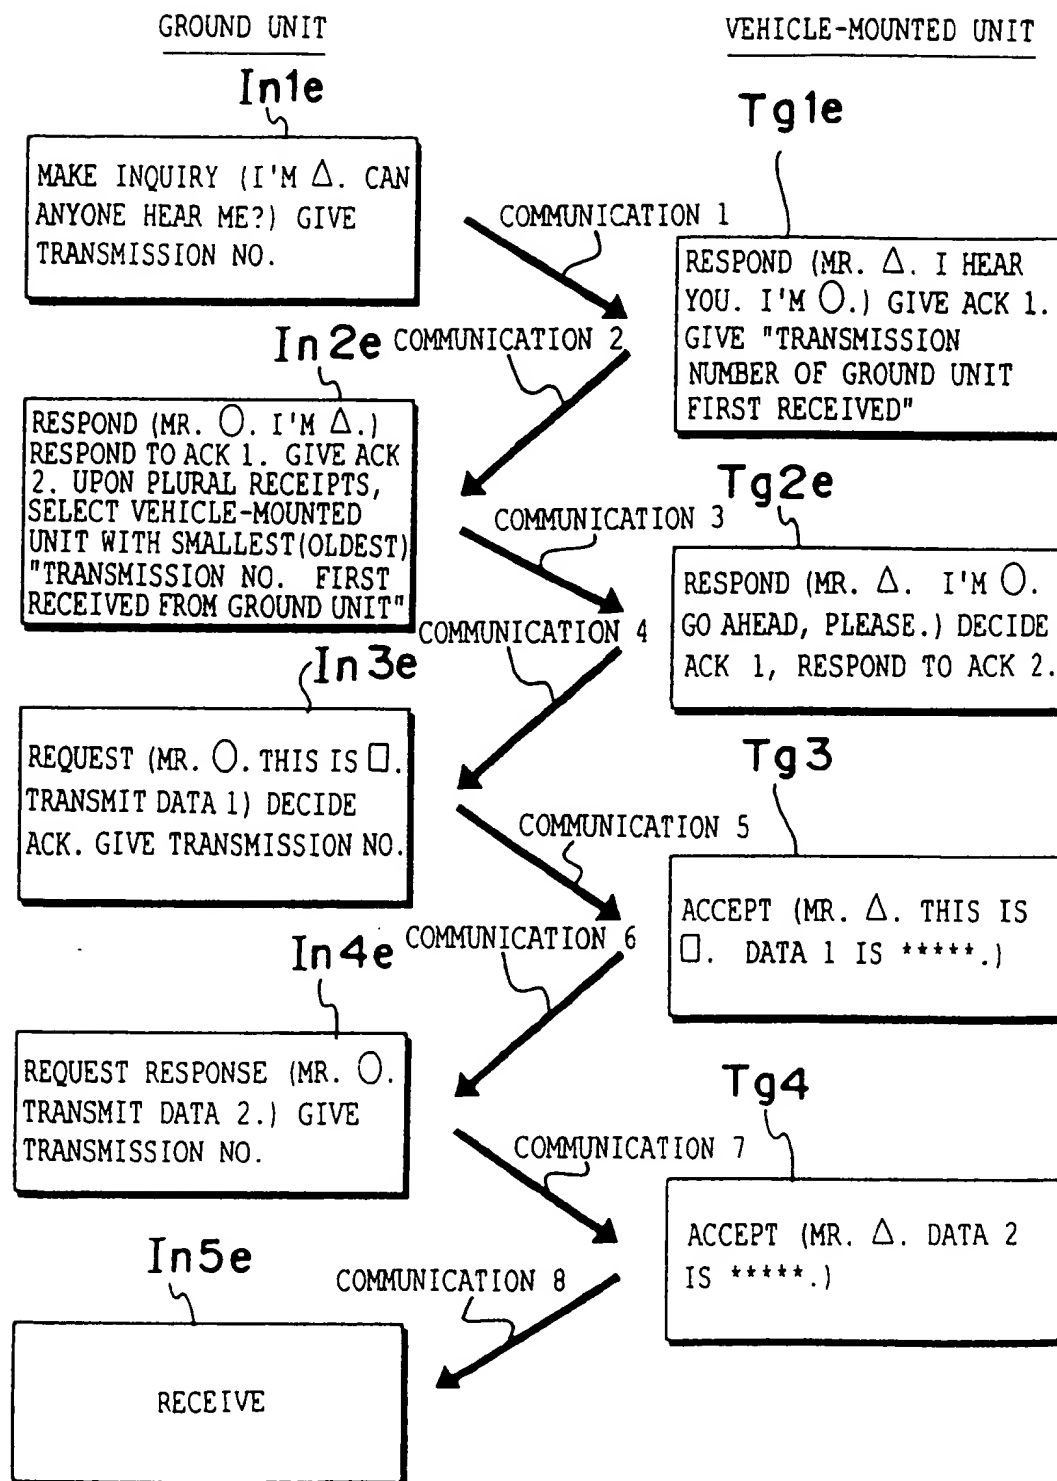 GROUND UNIT
VEHICLE-MOUNTED UNIT
In1e
MAKE INQUIRY (I'M △. CAN
ANYONE HEAR ME?) GIVE
TRANSMISSION NO.
COMMUNICATION 1
Tg1e
RESPOND (MR. △. I HEAR
YOU. I'M ○.) GIVE ACK 1.
GIVE "TRANSMISSION
NUMBER OF GROUND UNIT
FIRST RECEIVED"
COMMUNICATION 2
In2e
RESPOND (MR. ○. I'M △.)
RESPOND TO ACK 1. GIVE ACK
2. UPON PLURAL RECEIPTS,
SELECT VEHICLE-MOUNTED
UNIT WITH SMALLEST(OLDEST)
"TRANSMISSION NO. FIRST
RECEIVED FROM GROUND UNIT"
COMMUNICATION 3
Tg2e
RESPOND (MR. △. I'M ○.
GO AHEAD, PLEASE.) DECIDE
ACK 1, RESPOND TO ACK 2.
COMMUNICATION 4
In3e
REQUEST (MR. ○. THIS IS □.
TRANSMIT DATA 1) DECIDE
ACK. GIVE TRANSMISSION NO.
COMMUNICATION 5
Tg3
ACCEPT (MR. △. THIS IS
□. DATA 1 IS *****.)
COMMUNICATION 6
In4e
REQUEST RESPONSE (MR. ○.
TRANSMIT DATA 2.) GIVE
TRANSMISSION NO.
COMMUNICATION 7
Tg4
ACCEPT (MR. △. DATA 2
IS *****.)
COMMUNICATION 8
In5e
RECEIVE